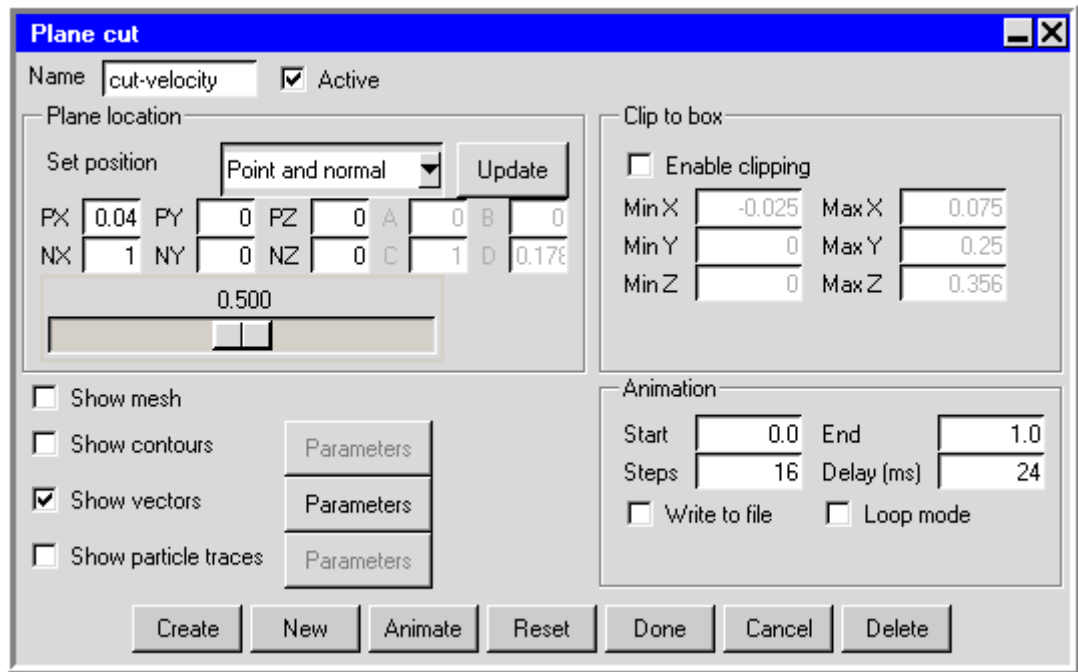 Plane cut
Name cut-velocity Active
Plane location
Set position Point and normal Update
PX 0.04 PY 0 PZ 0 A 0 B 0
NX 1 NY 0 NZ 0 C 1 D 0.178
0.500
Clip to box
Enable clipping
Min X -0.025 Max X 0.075
Min Y 0 Max Y 0.25
Min Z 0 Max Z 0.356
Show mesh
Show contours Parameters
Show vectors Parameters
Show particle traces Parameters
Animation
Start 0.0 End 1.0
Steps 16 Delay (ms) 24
Write to file Loop mode
Create New Animate Reset Done Cancel Delete